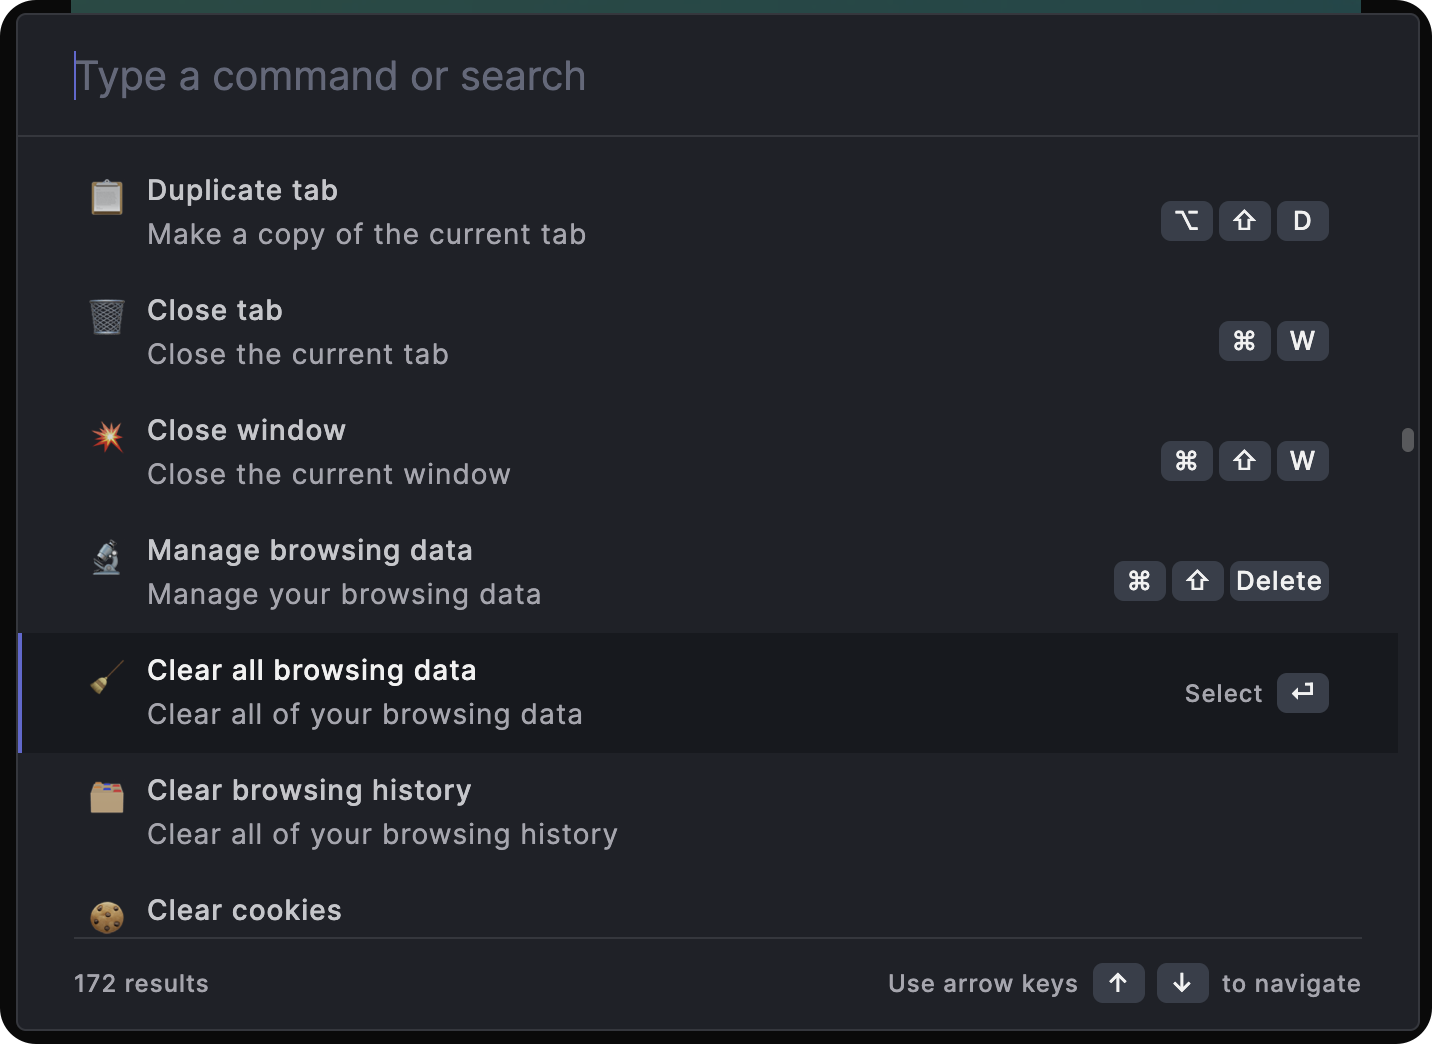 Type a command or search
Duplicate tab
Make a copy of the current tab
⌥ ⇧ D
Close tab
Close the current tab
⌘ W
Close window
Close the current window
⌘ ⇧ W
Manage browsing data
Manage your browsing data
⌘ ⇧ Delete
Clear all browsing data
Clear all of your browsing data
Select ↵
Clear browsing history
Clear all of your browsing history
Clear cookies
172 results
Use arrow keys ↑ ↓ to navigate